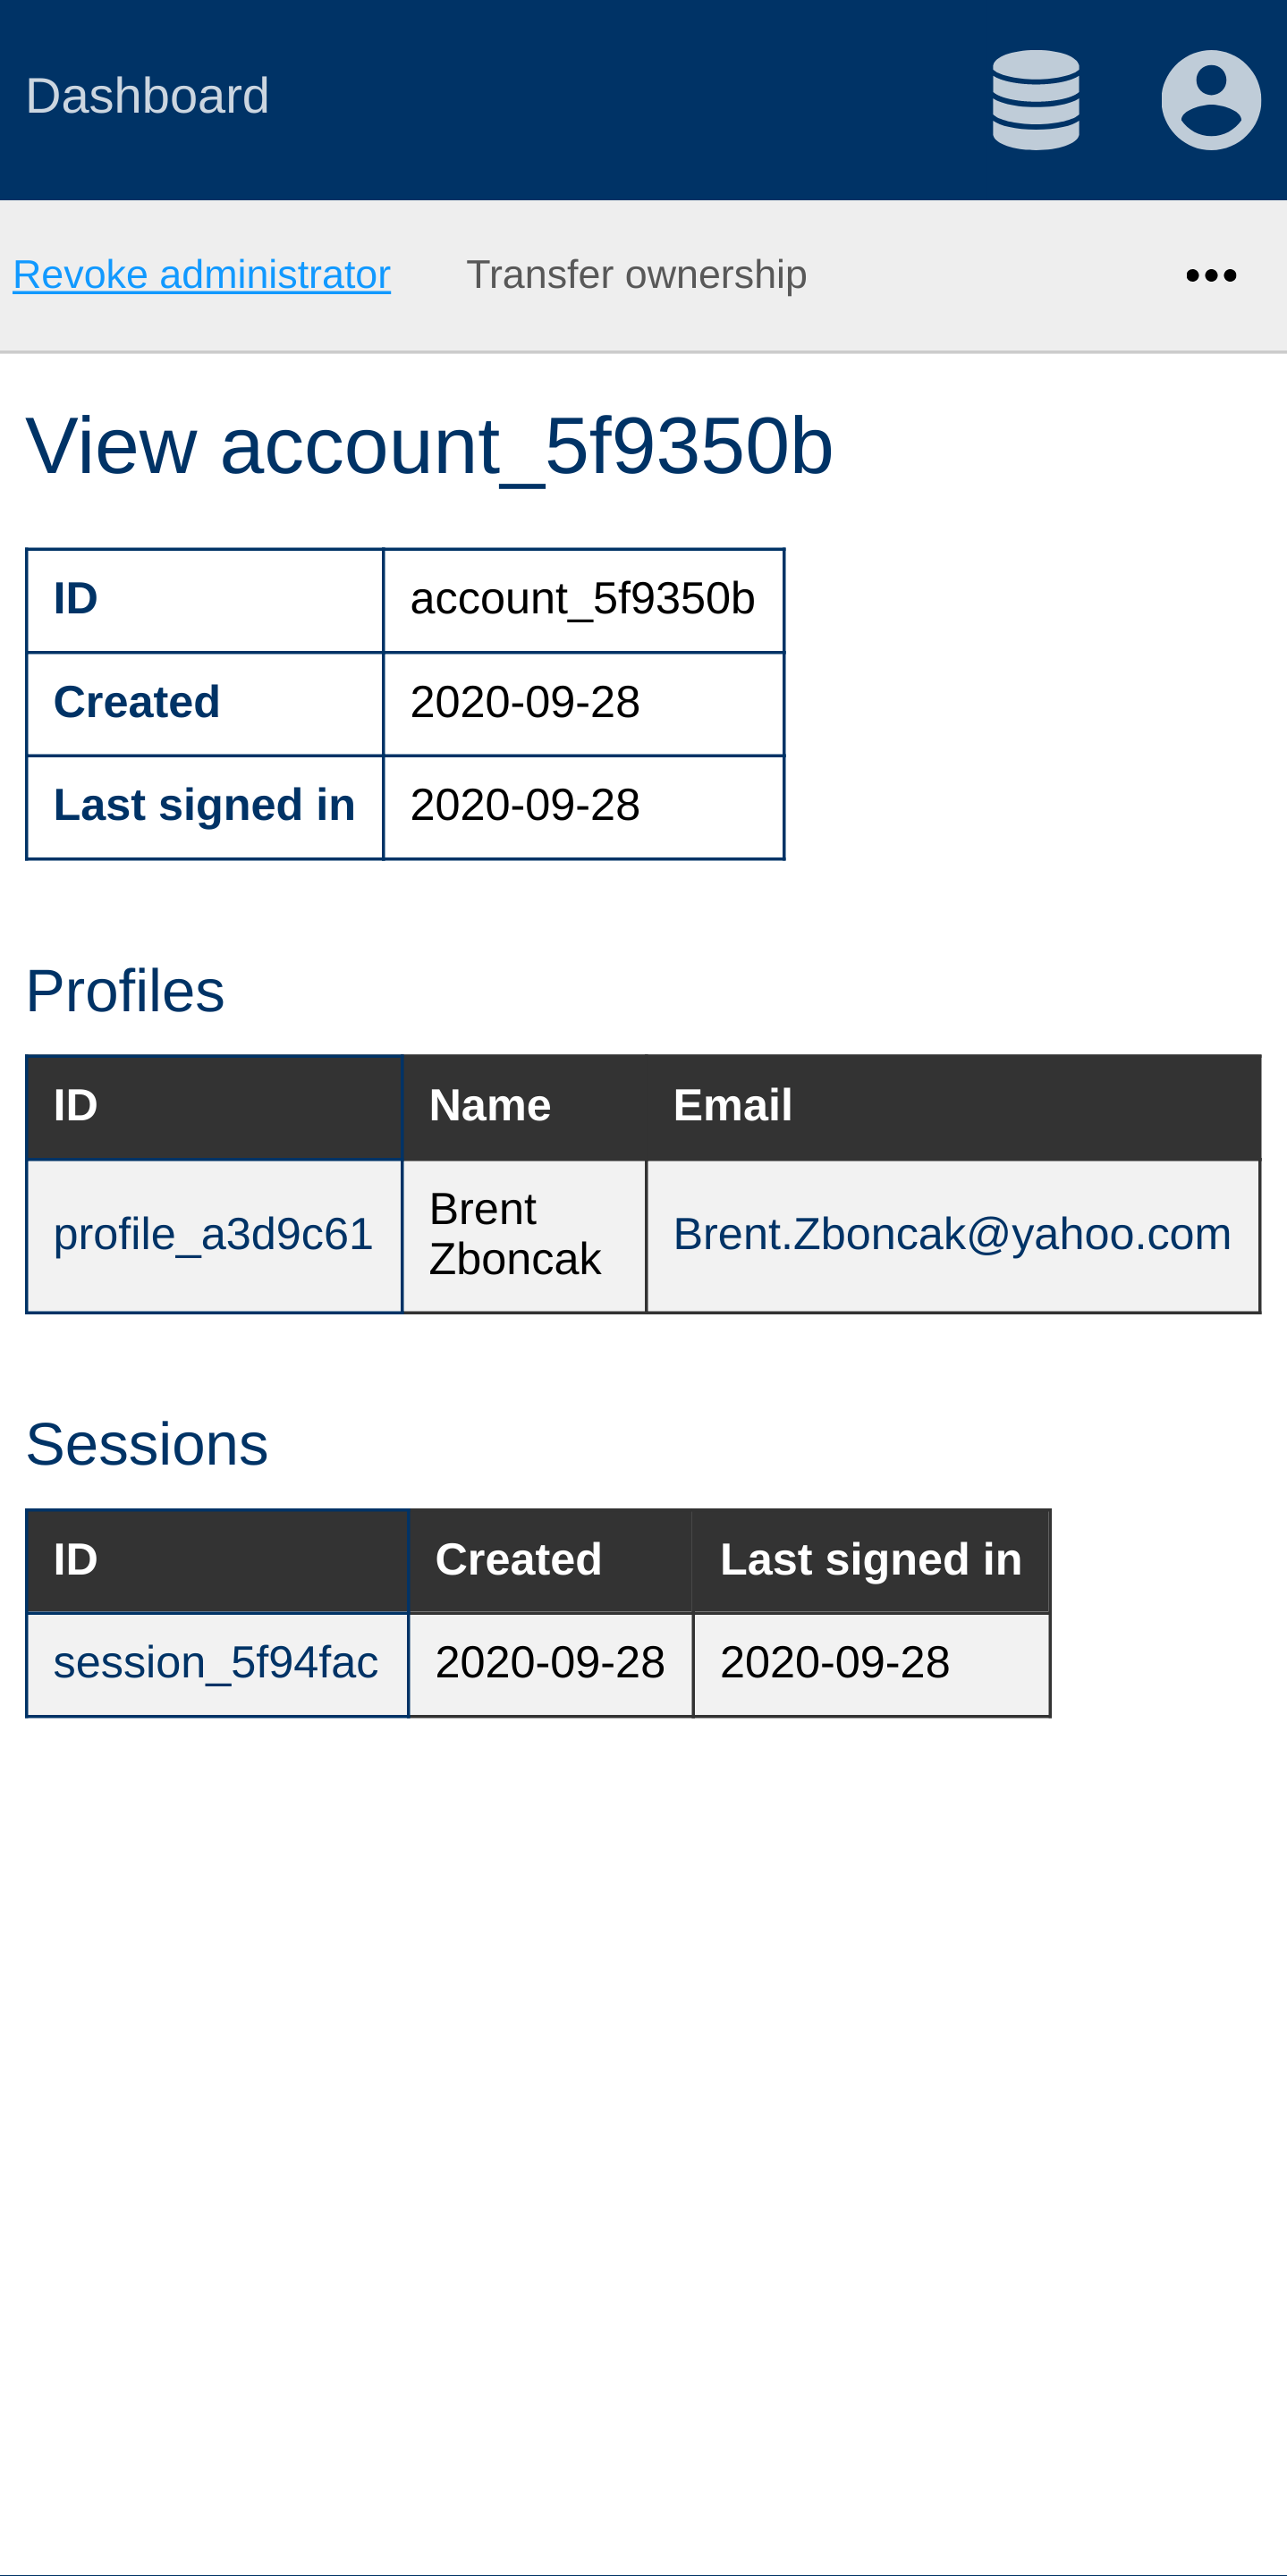 Dashboard
Revoke administrator Transfer ownership
View account_5f9350b
ID account_5f9350b
Created 2020-09-28
Last signed in 2020-09-28
Profiles
ID Name Email
profile_a3d9c61 Brent Zboncak Brent.Zboncak@yahoo.com
Sessions
ID Created Last signed in
session_5f94fac 2020-09-28 2020-09-28